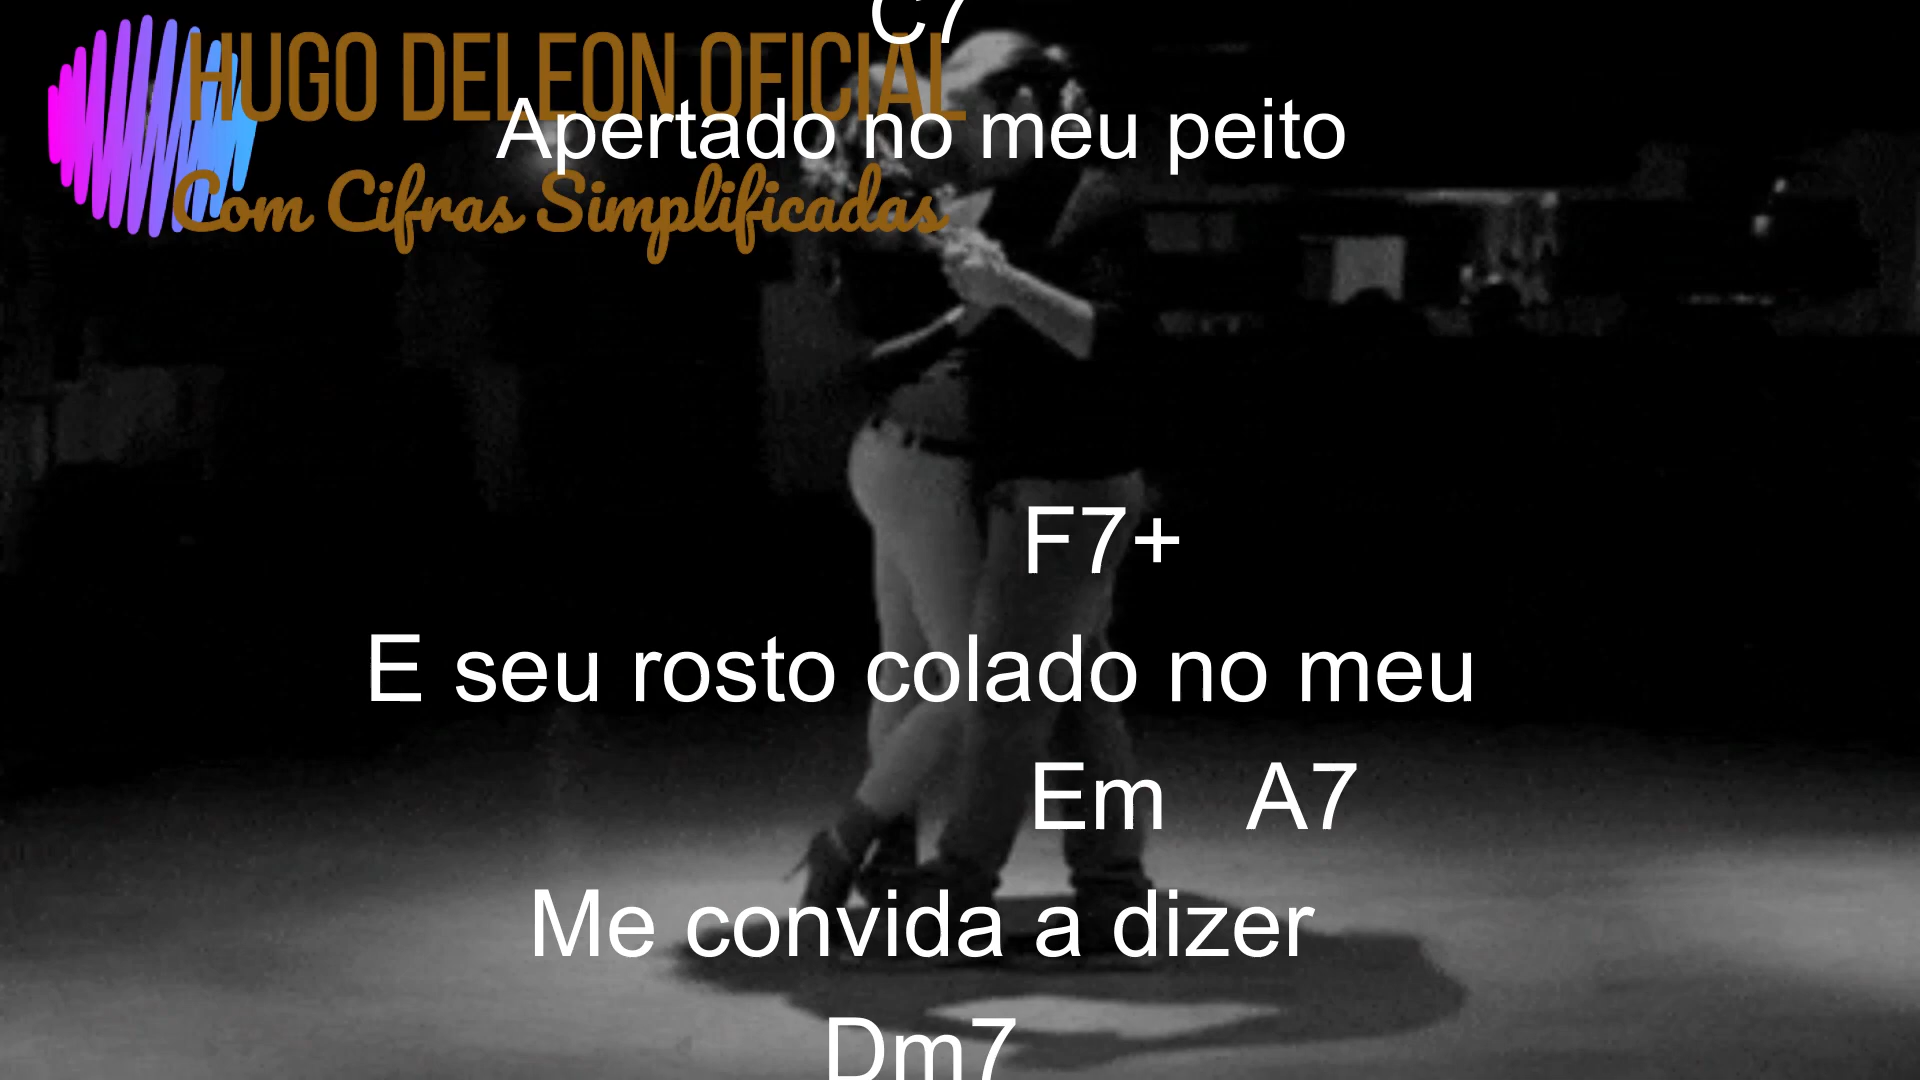 C7
HUGO DELEON OFICIAL
Apertado no meu peito
Com Cifras Simplificadas
F7+
E seu rosto colado no meu
Em A7
Me convida a dizer
Dm7